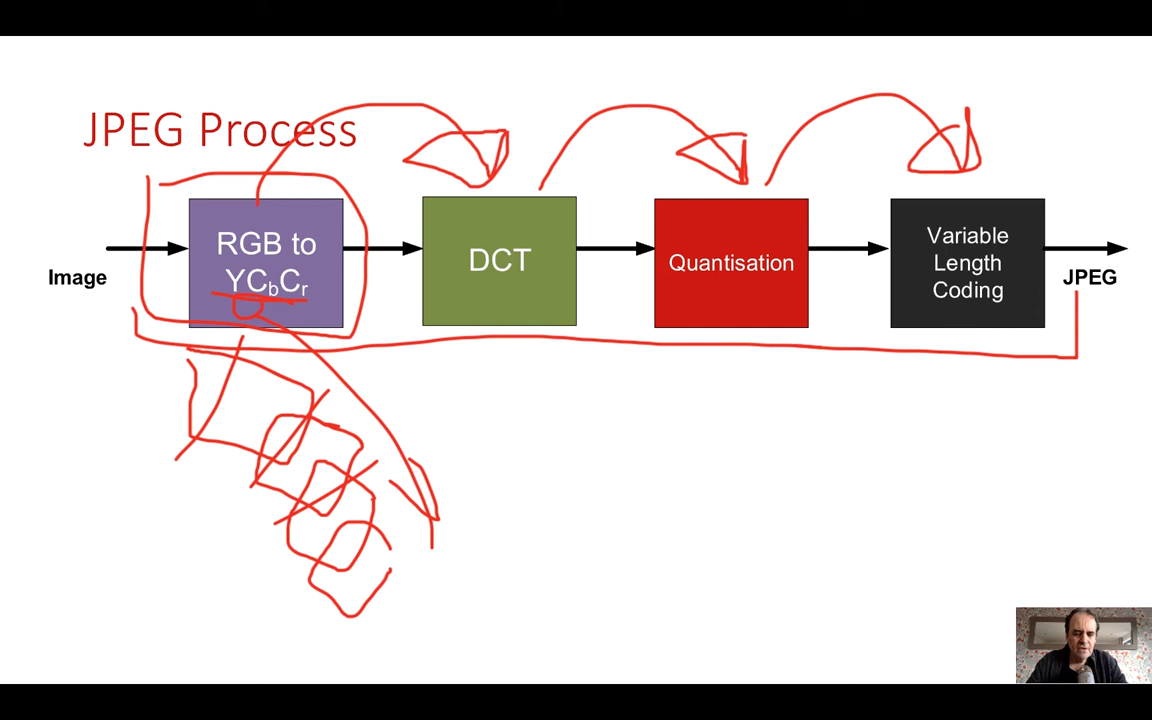 JPEG Process
Image
RGB to
YCbCr
DCT
Quantisation
Variable
Length
Coding
JPEG